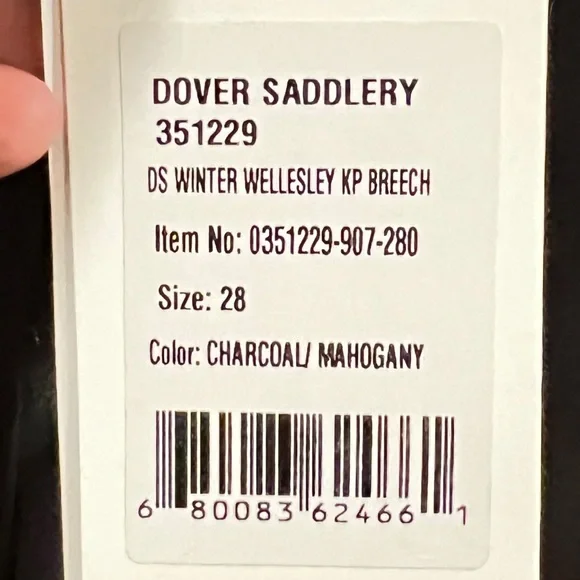 DOVER SADDLERY
351229
DS WINTER WELLESLEY KP BREECH
Item No: 0351229-907-280
Size: 28
Color: CHARCOAL/ MAHOGANY
6 80083 62466 1